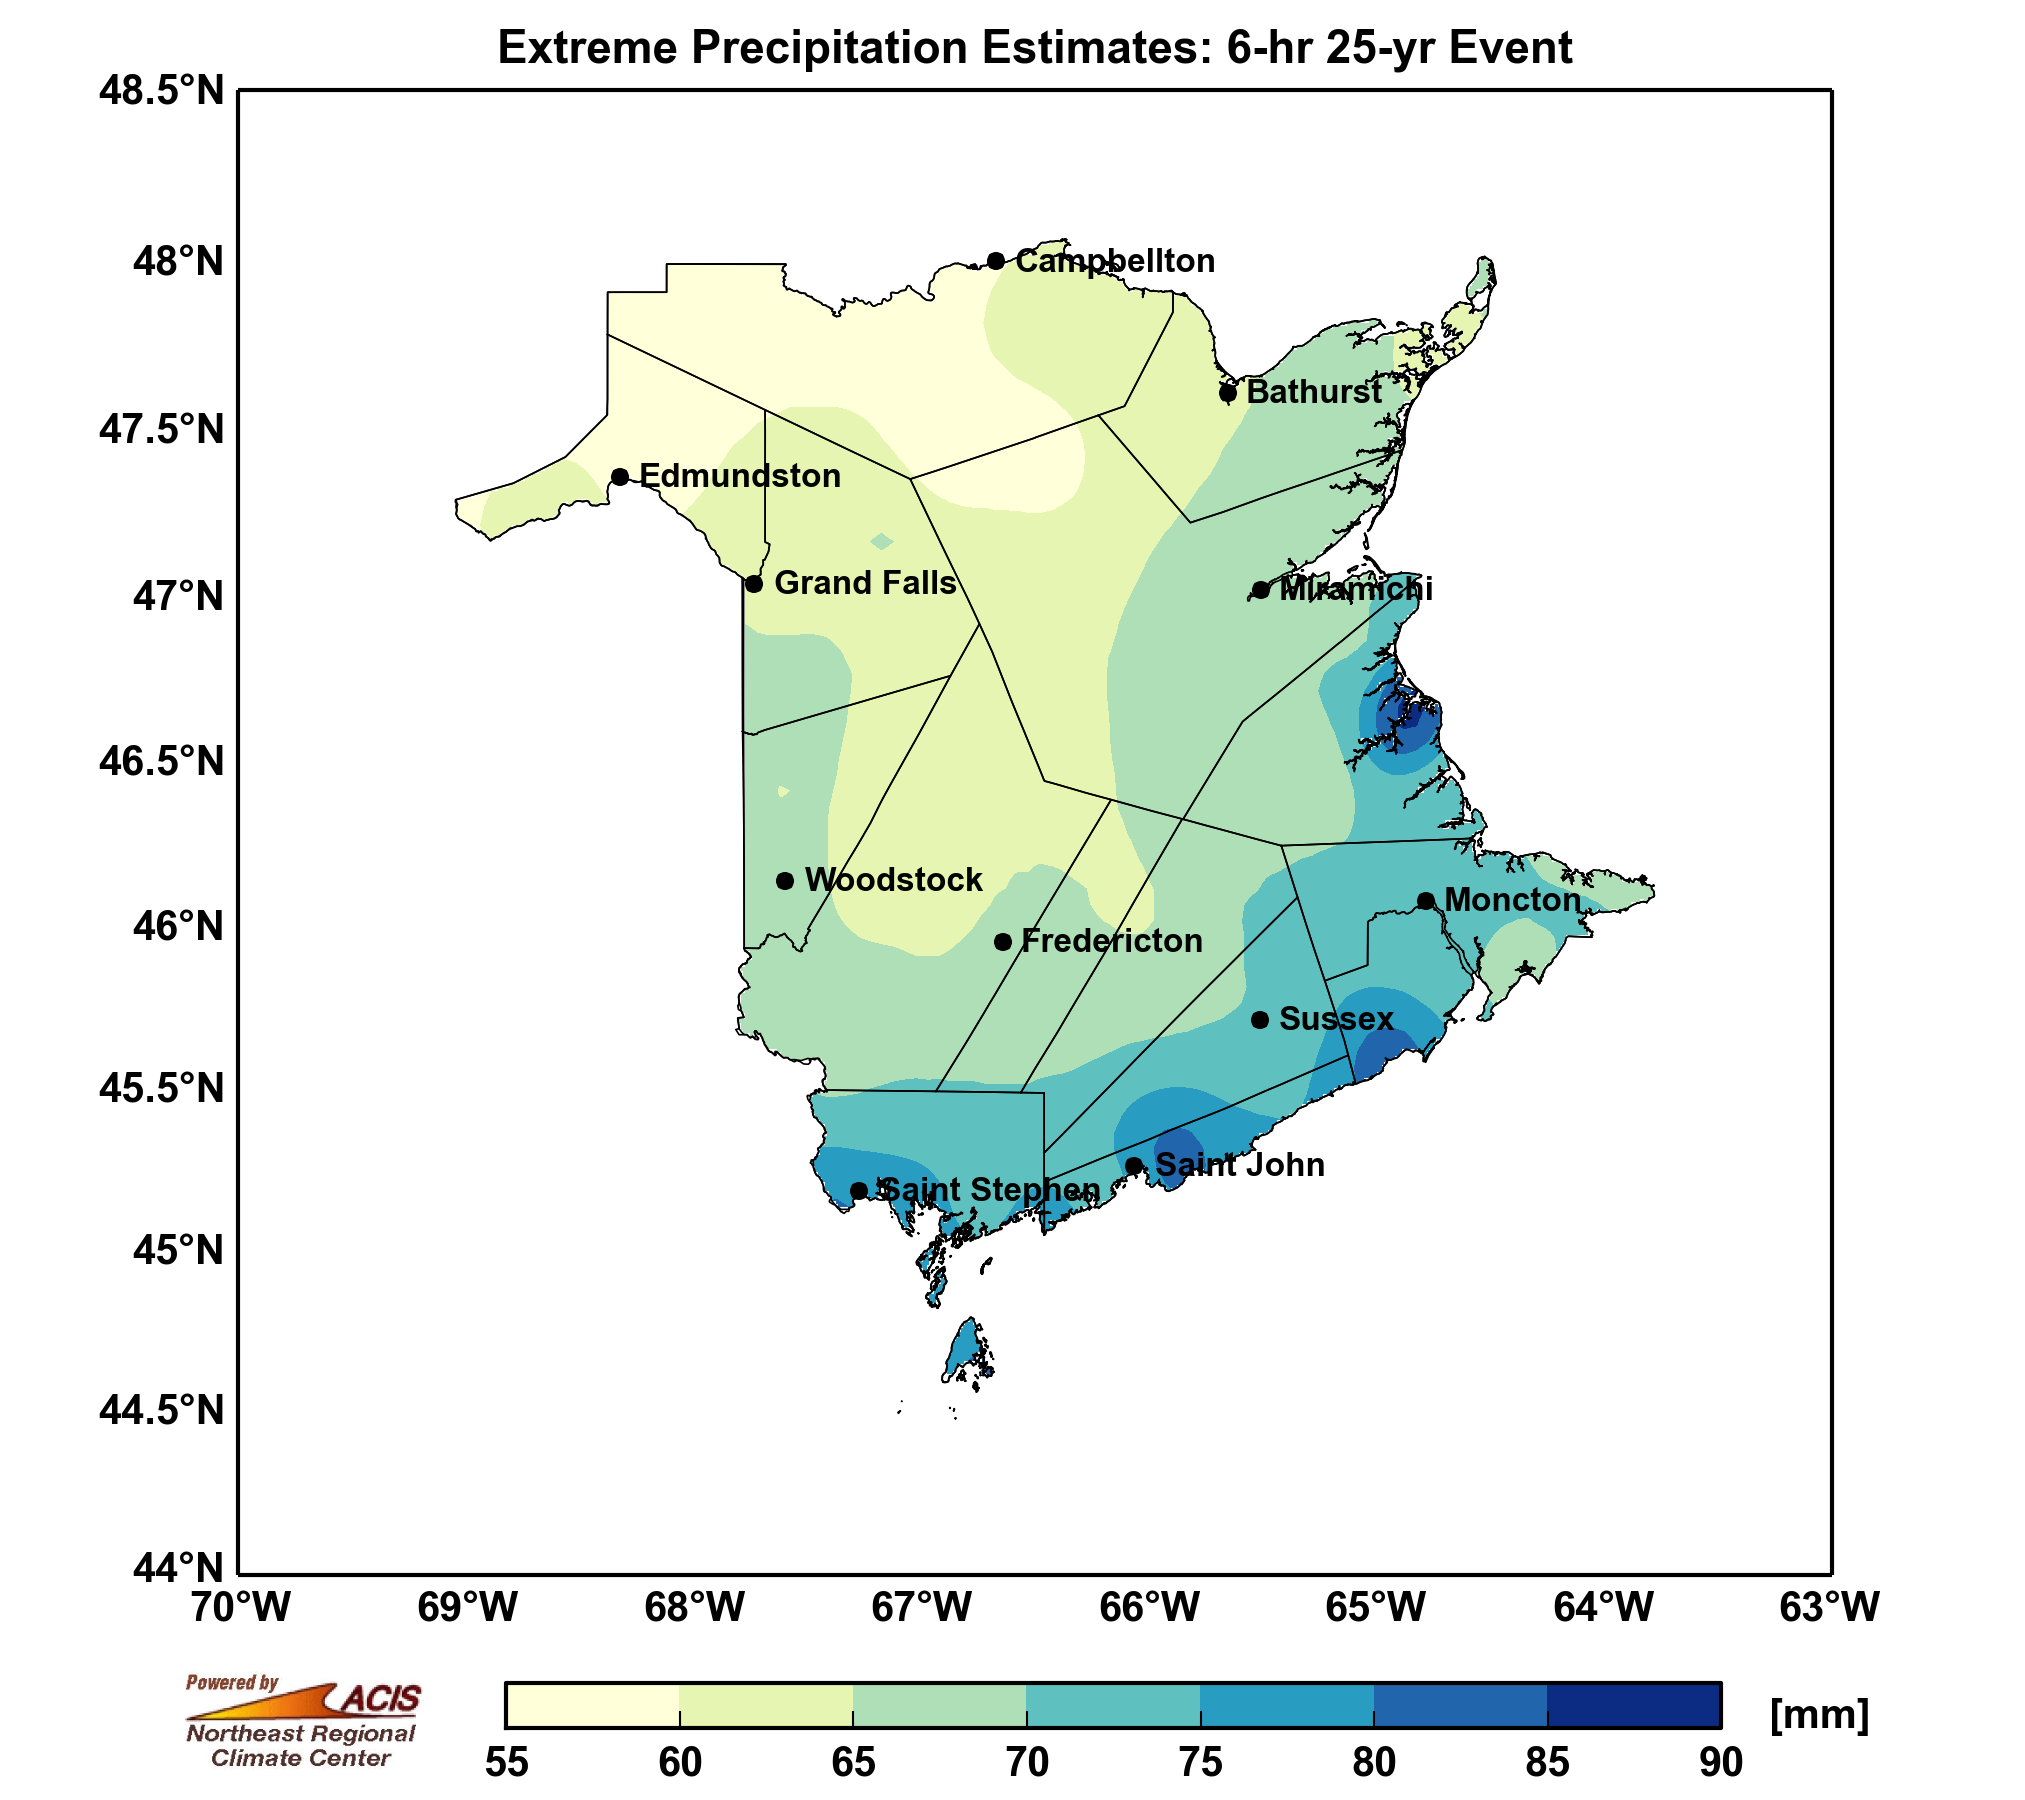 Extreme Precipitation Estimates: 6-hr 25-yr Event
48.5°N
48°N
Campbellton
Bathurst
47.5°N
Edmundston
47°N
Grand Falls
Miramichi
46.5°N
Woodstock
Moncton
46°N
Fredericton
Sussex
45.5°N
Saint John
Saint Stephen
45°N
44.5°N
44°N
70°W 69°W 68°W 67°W 66°W 65°W 64°W 63°W
Powered by
ACIS
Northeast Regional
Climate Center
[mm]
55 60 65 70 75 80 85 90